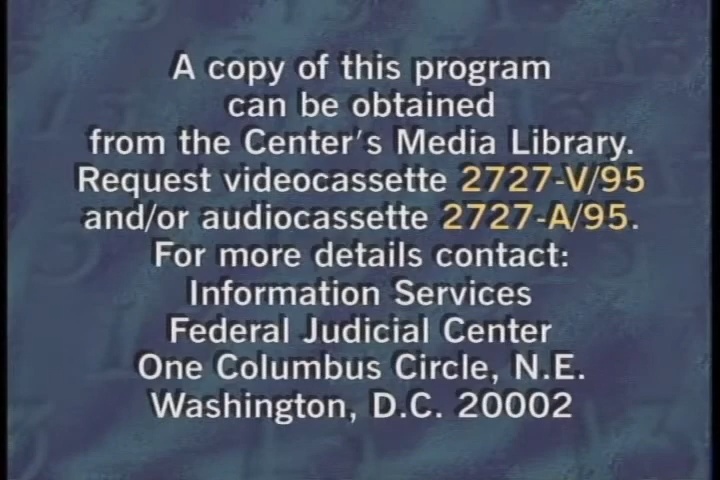 A copy of this program
can be obtained
from the Center's Media Library.
Request videocassette 2727-V/95
and/or audiocassette 2727-A/95.
For more details contact:
Information Services
Federal Judicial Center
One Columbus Circle, N.E.
Washington, D.C. 20002